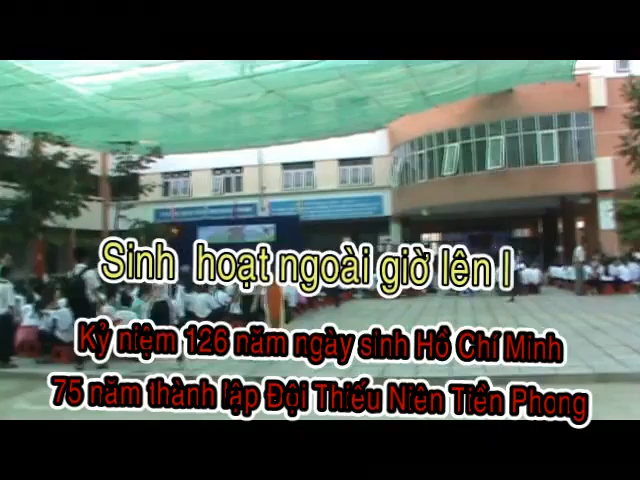 Sinh hoạt ngoài giờ lên l
Kỷ niệm 126 năm ngày sinh Hồ Chí Minh
75 năm thành lập Đội Thiếu Niên Tiền Phong